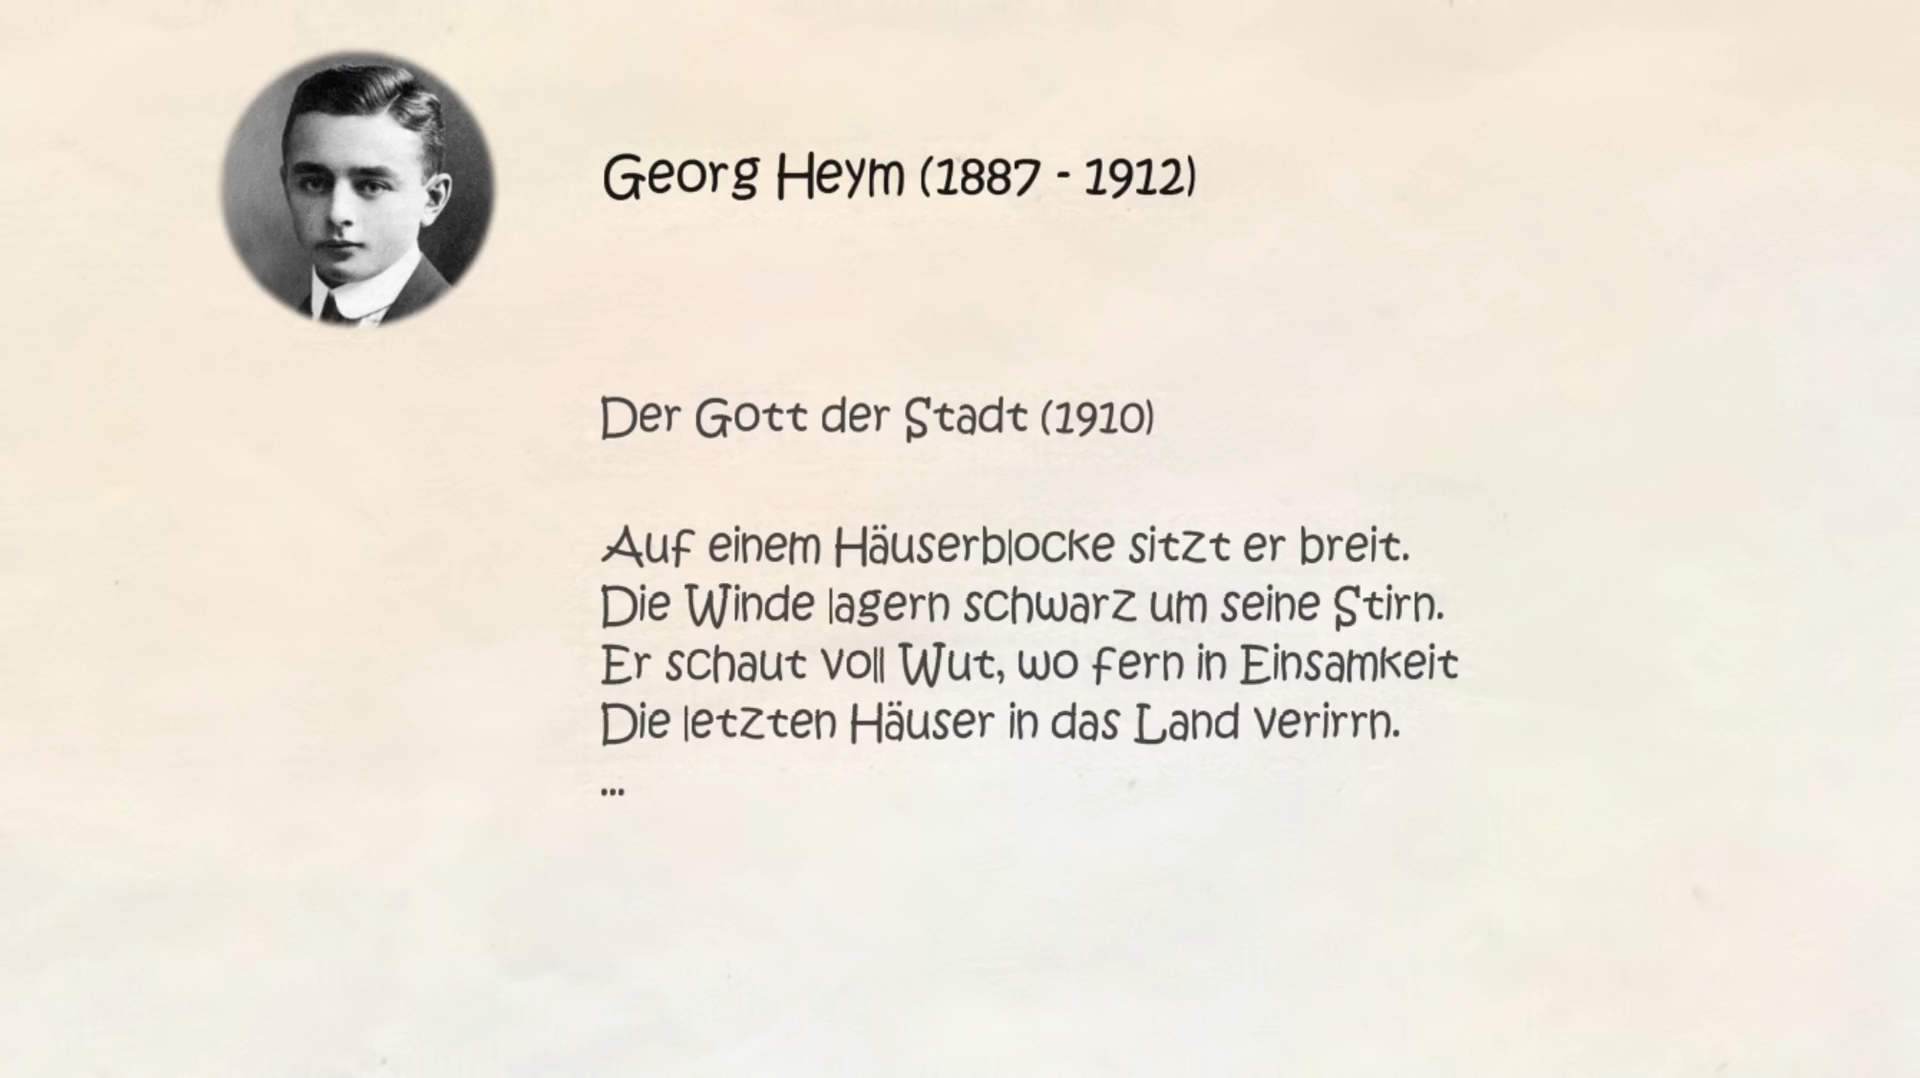 Georg Heym (1887 - 1912)
Der Gott der Stadt (1910)
Auf einem Häuserblocke sitzt er breit.
Die Winde lagern schwarz um seine Stirn.
Er schaut voll Wut, wo fern in Einsamkeit
Die letzten Häuser in das Land verirrn.
...